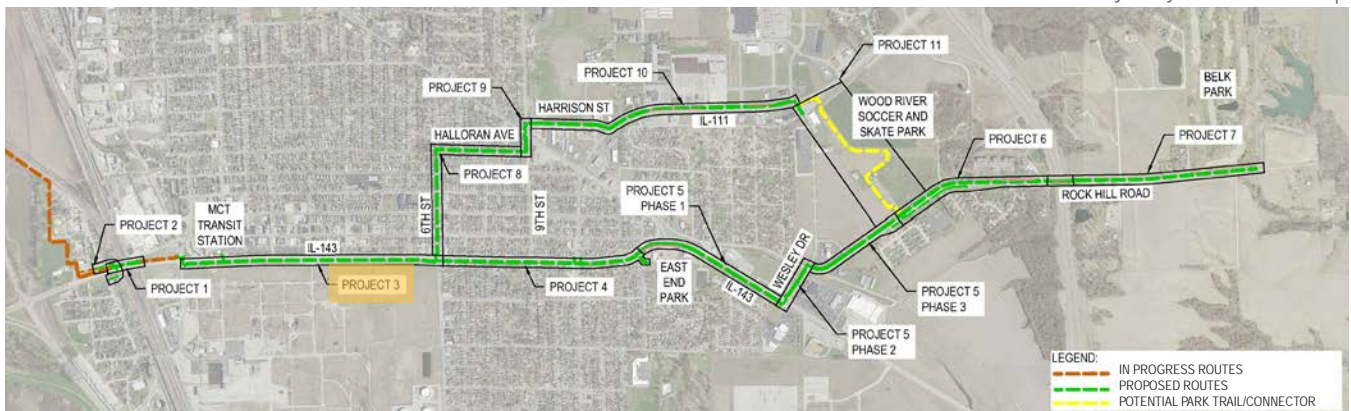 PROJECT 11
PROJECT 10
BELK
PARK
PROJECT 9
HARRISON ST
IL-111
WOOD RIVER
SOCCER AND
SKATE PARK
HALLORAN AVE
PROJECT 6
PROJECT 7
PROJECT 8
PROJECT 5
PHASE 1
ROCK HILL ROAD
MCT
TRANSIT
STATION
6TH ST
9TH ST
PROJECT 2
IL-143
WESLEY DR
PROJECT 1
PROJECT 3
PROJECT 4
EAST
END
PARK
IL-143
PROJECT 5
PHASE 3
PROJECT 5
PHASE 2
LEGEND:
IN PROGRESS ROUTES
PROPOSED ROUTES
POTENTIAL PARK TRAIL/CONNECTOR